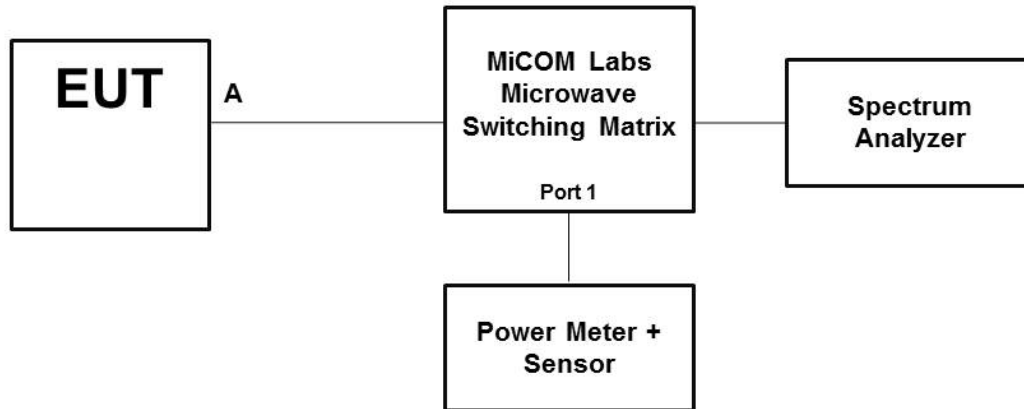 EUT
A
MiCOM Labs
Microwave
Switching Matrix
Port 1
Spectrum
Analyzer
Power Meter +
Sensor